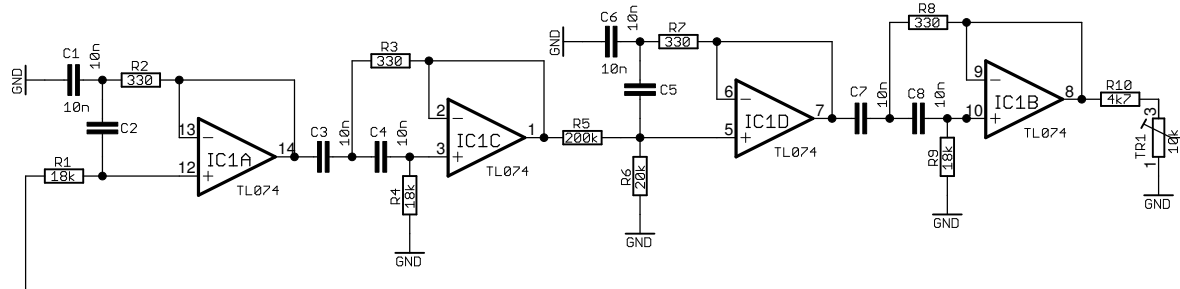 GND
C1
10n
10n
C2
R1
18k
R2
330
13
12
14
IC1A
TL074
C3
10n
C4
10n
R3
330
R4
18k
GND
2
3
1
IC1C
TL074
R5
200k
GND
C6
10n
10n
C5
R7
330
R6
20k
GND
6
5
7
IC1D
TL074
C7
10n
C8
10n
R8
330
R9
18k
GND
9
10
8
IC1B
TL074
R10
4k7
TR1
10k
3
1
GND